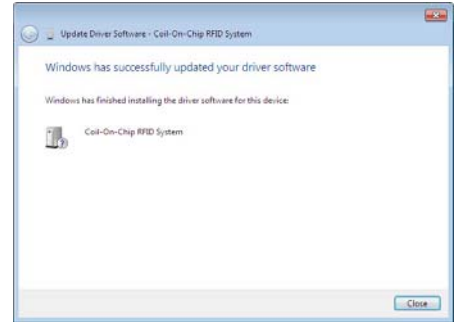 Update Driver Software - Coil-On-Chip RFID System
Windows has successfully updated your driver software
Windows has finished installing the driver software for this device:
Coil-On-Chip RFID System
Close